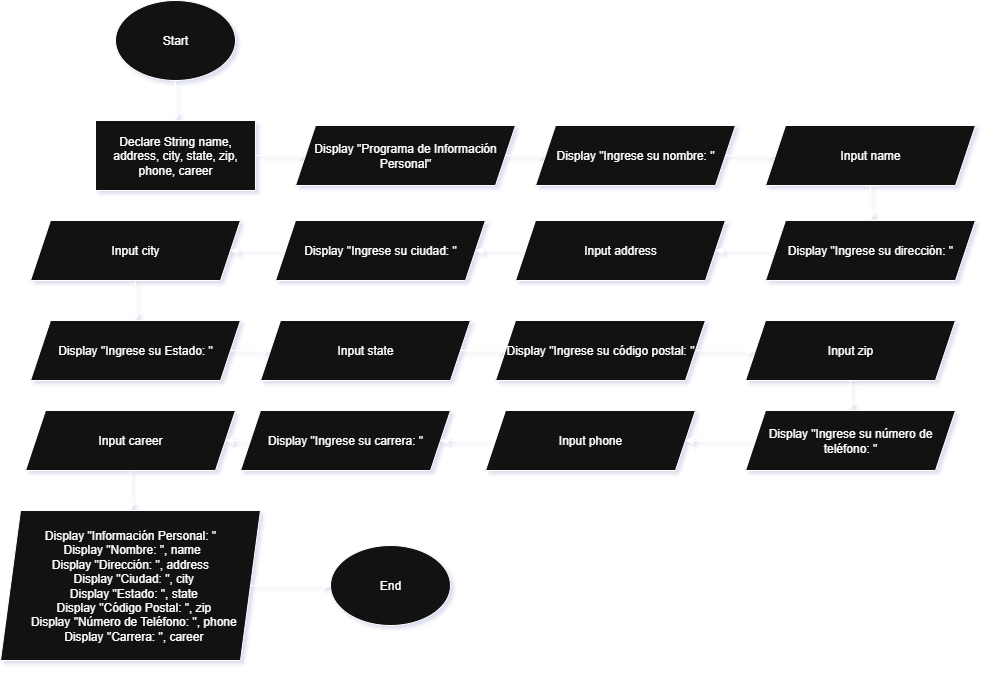 Start
Declare String name,
address, city, state, zip,
phone, career
Display "Programa de Información
Personal"
Display "Ingrese su nombre: "
Input name
Display "Ingrese su dirección: "
Input address
Display "Ingrese su ciudad: "
Input city
Display "Ingrese su Estado: "
Input state
Display "Ingrese su código postal: "
Input zip
Display "Ingrese su número de
teléfono: "
Input phone
Display "Ingrese su carrera: "
Input career
Display "Información Personal: "
Display "Nombre: ", name
Display "Dirección: ", address
Display "Ciudad: ", city
Display "Estado: ", state
Display "Código Postal: ", zip
Display "Número de Teléfono: ", phone
Display "Carrera: ", career
End